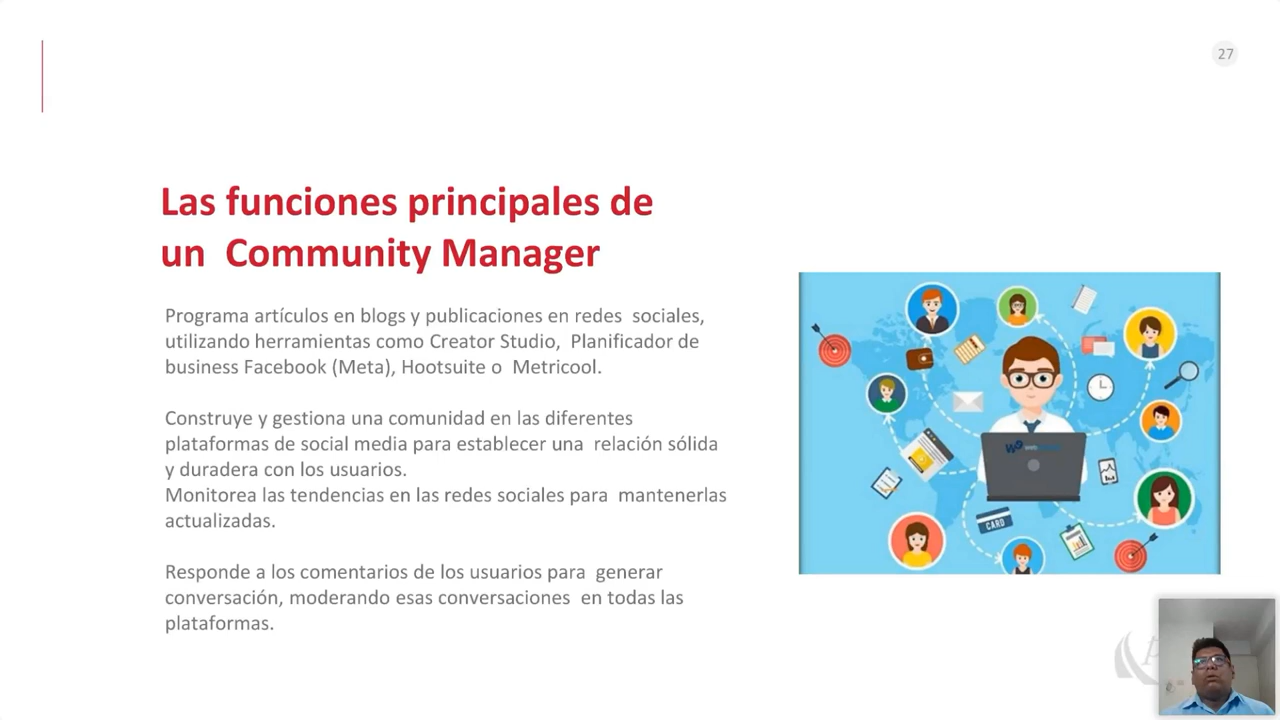 27
Las funciones principales de
un Community Manager
Programa artículos en blogs y publicaciones en redes sociales,
utilizando herramientas como Creator Studio, Planificador de
business Facebook (Meta), Hootsuite o Metricool.
Construye y gestiona una comunidad en las diferentes
plataformas de social media para establecer una relación sólida
y duradera con los usuarios.
Monitorea las tendencias en las redes sociales para mantenerlas
actualizadas.
Responde a los comentarios de los usuarios para generar
conversación, moderando esas conversaciones en todas las
plataformas.
CARD